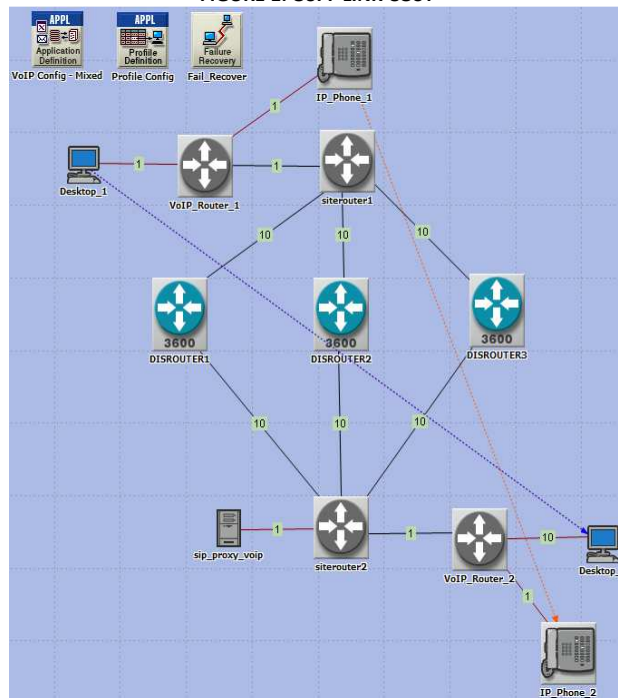 APPL
Application
Definition
VoIP Config - Mixed
APPL
Profile
Definition
Profile Config
Failure
Recovery
Fail_Recover
IP_Phone_1
1
Desktop_1
1
VoIP_Router_1
1
siterouter1
10
10
10
3600
DISROUTER1
3600
DISROUTER2
3600
DISROUTER3
10
10
10
sip_proxy_voip
1
siterouter2
1
VoIP_Router_2
10
Desktop_
1
IP_Phone_2